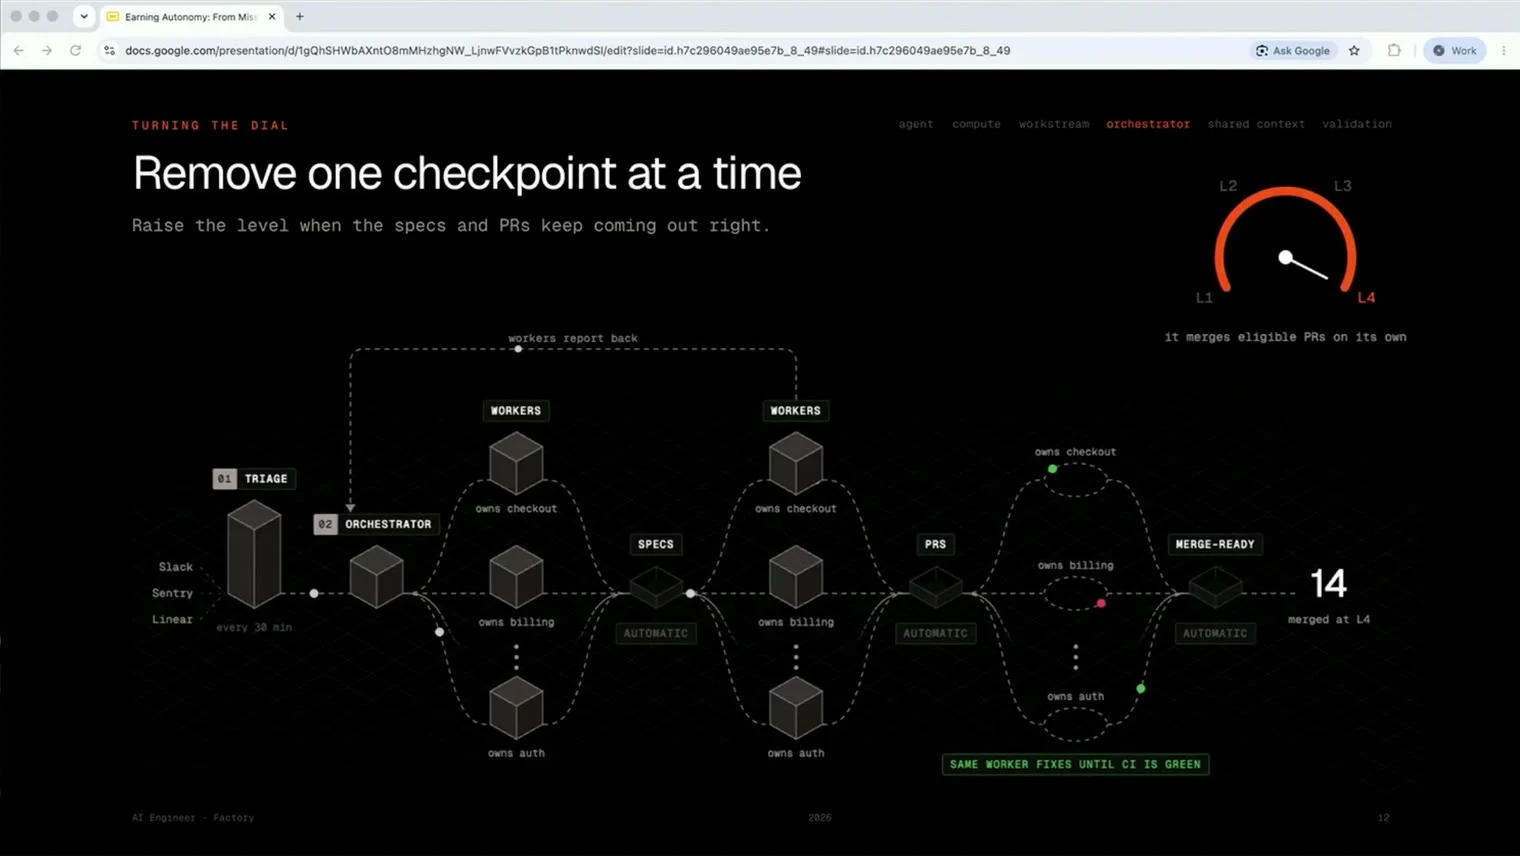 Earning Autonomy: From Mis
docs.google.com/presentation/d/1gQhSHWbAXntO8mMHzhgNW_LjnwFVvzkGpB1tPknwdSI/edit?slide=id.h7c296049ae95e7b_8_49#slide=id.h7c296049ae95e7b_8_49
Ask Google
Work
TURNING THE DIAL
agent compute workstream orchestrator shared context validation
Remove one checkpoint at a time
Raise the level when the specs and PRs keep coming out right.
L2 L3
L1 L4
it merges eligible PRs on its own
workers report back
WORKERS
WORKERS
owns checkout
01 TRIAGE
owns checkout
owns checkout
02 ORCHESTRATOR
SPECS
PRS
MERGE-READY
Slack
Sentry
Linear
every 30 min
owns billing
owns billing
owns billing
14
merged at L4
AUTOMATIC
AUTOMATIC
AUTOMATIC
owns auth
owns auth
owns auth
SAME WORKER FIXES UNTIL CI IS GREEN
AI Engineer - Factory
2026
12